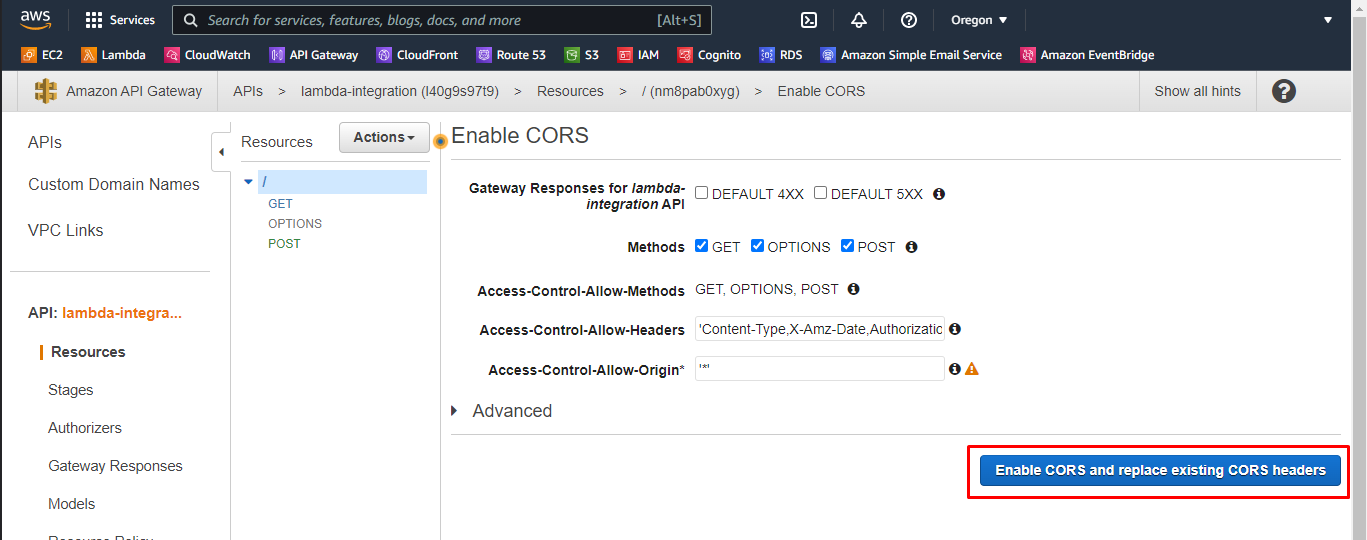 aws
Services
Search for services, features, blogs, docs, and more
[Alt+S]
Oregon
EC2 Lambda CloudWatch API Gateway CloudFront Route 53 S3 IAM Cognito RDS Amazon Simple Email Service Amazon EventBridge
Amazon API Gateway
APIs > lambda-integration (l40g9s97t9) > Resources > / (nm8pab0xyg) > Enable CORS
Show all hints
?
APIs
Custom Domain Names
VPC Links
API: lambda-integra...
Resources
Stages
Authorizers
Gateway Responses
Models
Resource Policy
Resources
Actions
/
GET
OPTIONS
POST
Enable CORS
Gateway Responses for lambda-
integration API
DEFAULT 4XX DEFAULT 5XX
Methods
GET OPTIONS POST
Access-Control-Allow-Methods
GET, OPTIONS, POST
Access-Control-Allow-Headers
'Content-Type,X-Amz-Date,Authorizatic
Access-Control-Allow-Origin*
'*'
Advanced
Enable CORS and replace existing CORS headers